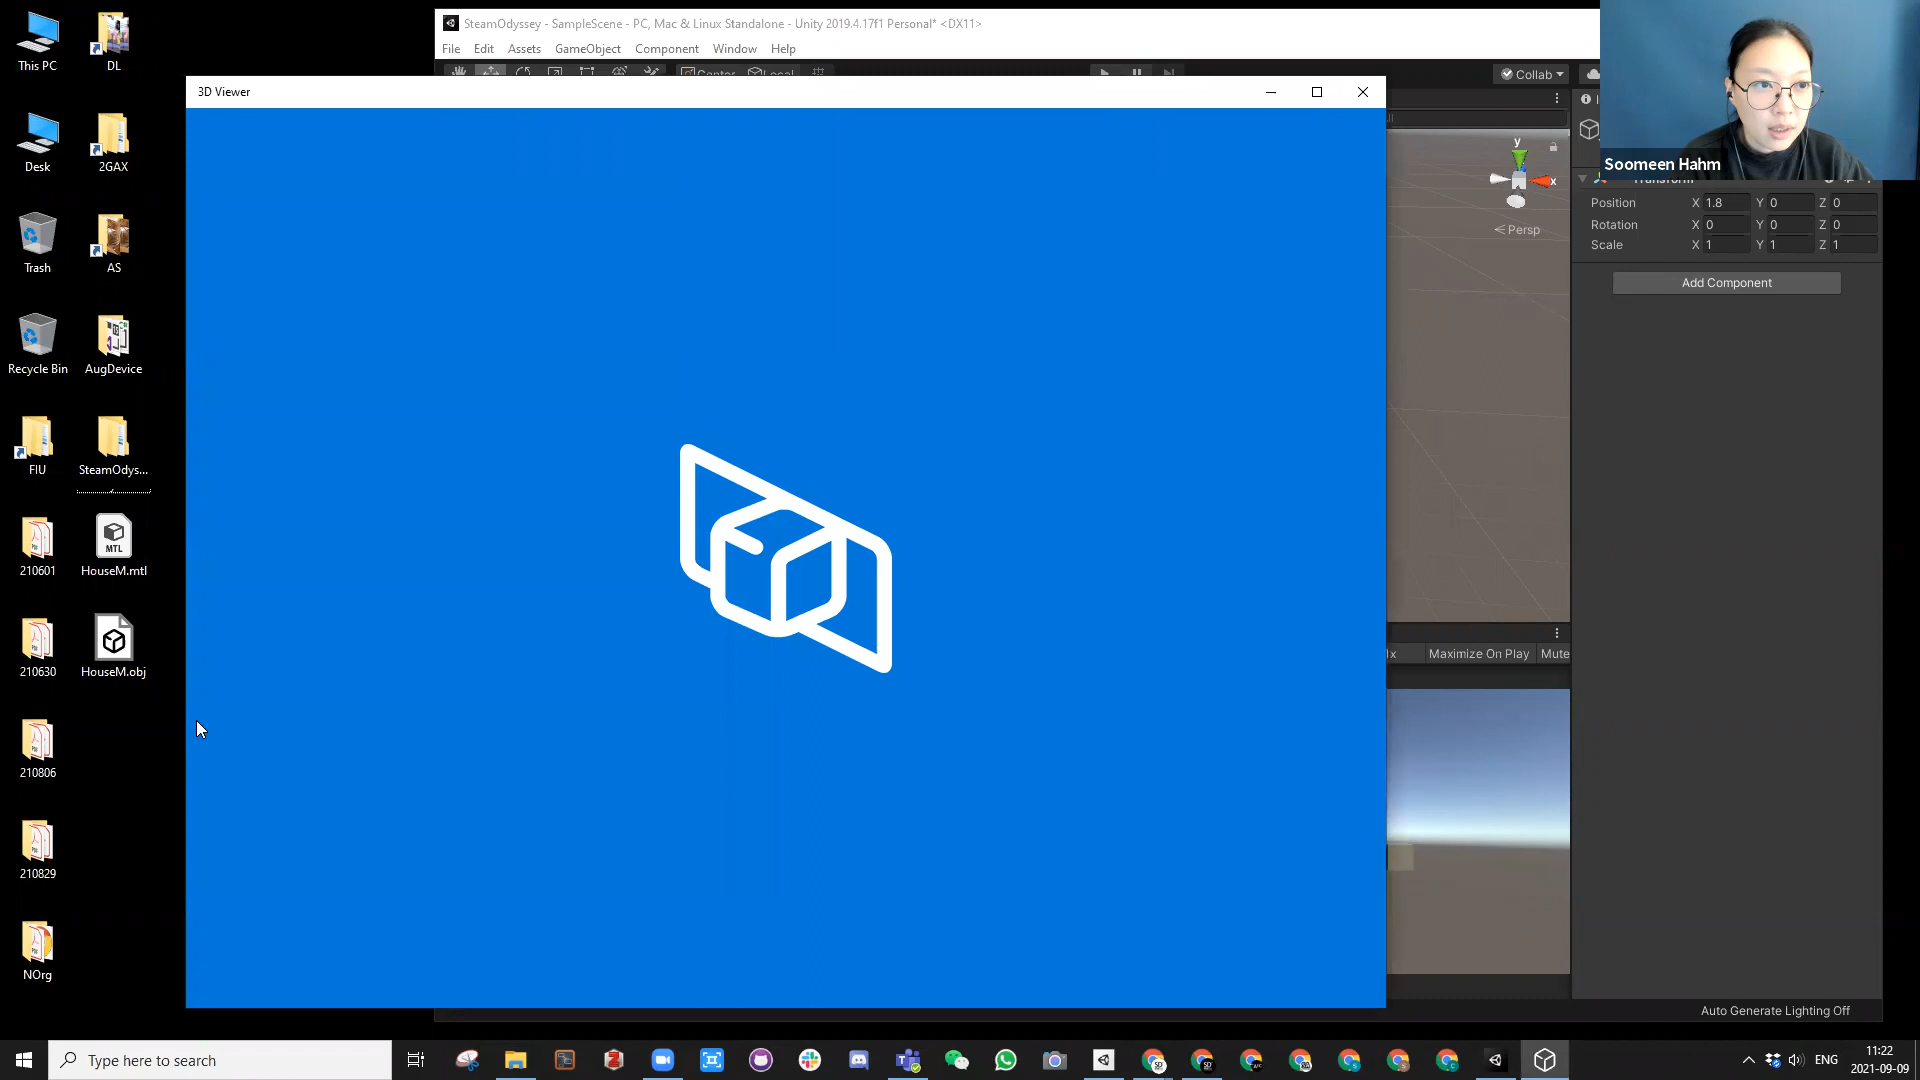 SteamOdyssey - SampleScene - PC, Mac & Linux Standalone - Unity 2019.4.17f1 Personal* <DX11>
File Edit Assets GameObject Component Window Help
Center Local
Collab
3D Viewer
Soomeen Hahm
Transform
Position X 1.8 Y 0 Z 0
Rotation X 0 Y 0 Z 0
Scale X 1 Y 1 Z 1
Add Component
y
x
Persp
Maximize On Play Mute
Auto Generate Lighting Off
This PC
DL
Desk
2GAX
Trash
AS
Recycle Bin
AugDevice
FIU
SteamOdys...
210601
MTL
HouseM.mtl
210630
HouseM.obj
210806
210829
NOrg
Type here to search
ENG
11:22
2021-09-09